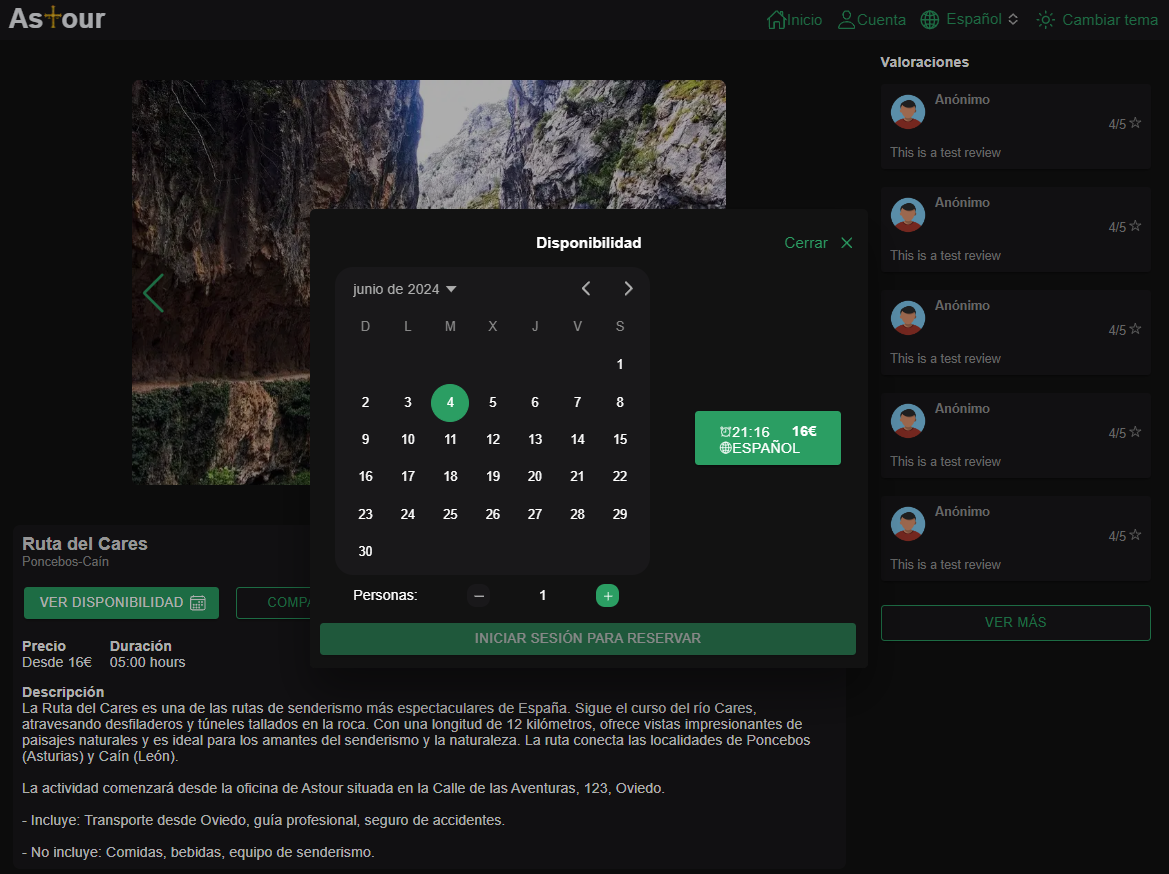 Astour
Inicio
Cuenta
Español
Cambiar tema
Disponibilidad
Cerrar
junio de 2024
D L M X J V S
1
2 3 4 5 6 7 8
9 10 11 12 13 14 15
16 17 18 19 20 21 22
23 24 25 26 27 28 29
30
21:16 16€
ESPAÑOL
Personas: − 1 +
INICIAR SESIÓN PARA RESERVAR
Ruta del Cares
Poncebos-Caín
VER DISPONIBILIDAD
Precio Duración
Desde 16€ 05:00 hours
Descripción
La Ruta del Cares es una de las rutas de senderismo más espectaculares de España. Sigue el curso del río Cares,
atravesando desfiladeros y túneles tallados en la roca. Con una longitud de 12 kilómetros, ofrece vistas impresionantes de
paisajes naturales y es ideal para los amantes del senderismo y la naturaleza. La ruta conecta las localidades de Poncebos
(Asturias) y Caín (León).
La actividad comenzará desde la oficina de Astour situada en la Calle de las Aventuras, 123, Oviedo.
- Incluye: Transporte desde Oviedo, guía profesional, seguro de accidentes.
- No incluye: Comidas, bebidas, equipo de senderismo.
Valoraciones
Anónimo
4/5
This is a test review
Anónimo
4/5
This is a test review
Anónimo
4/5
This is a test review
Anónimo
4/5
This is a test review
Anónimo
4/5
This is a test review
VER MÁS